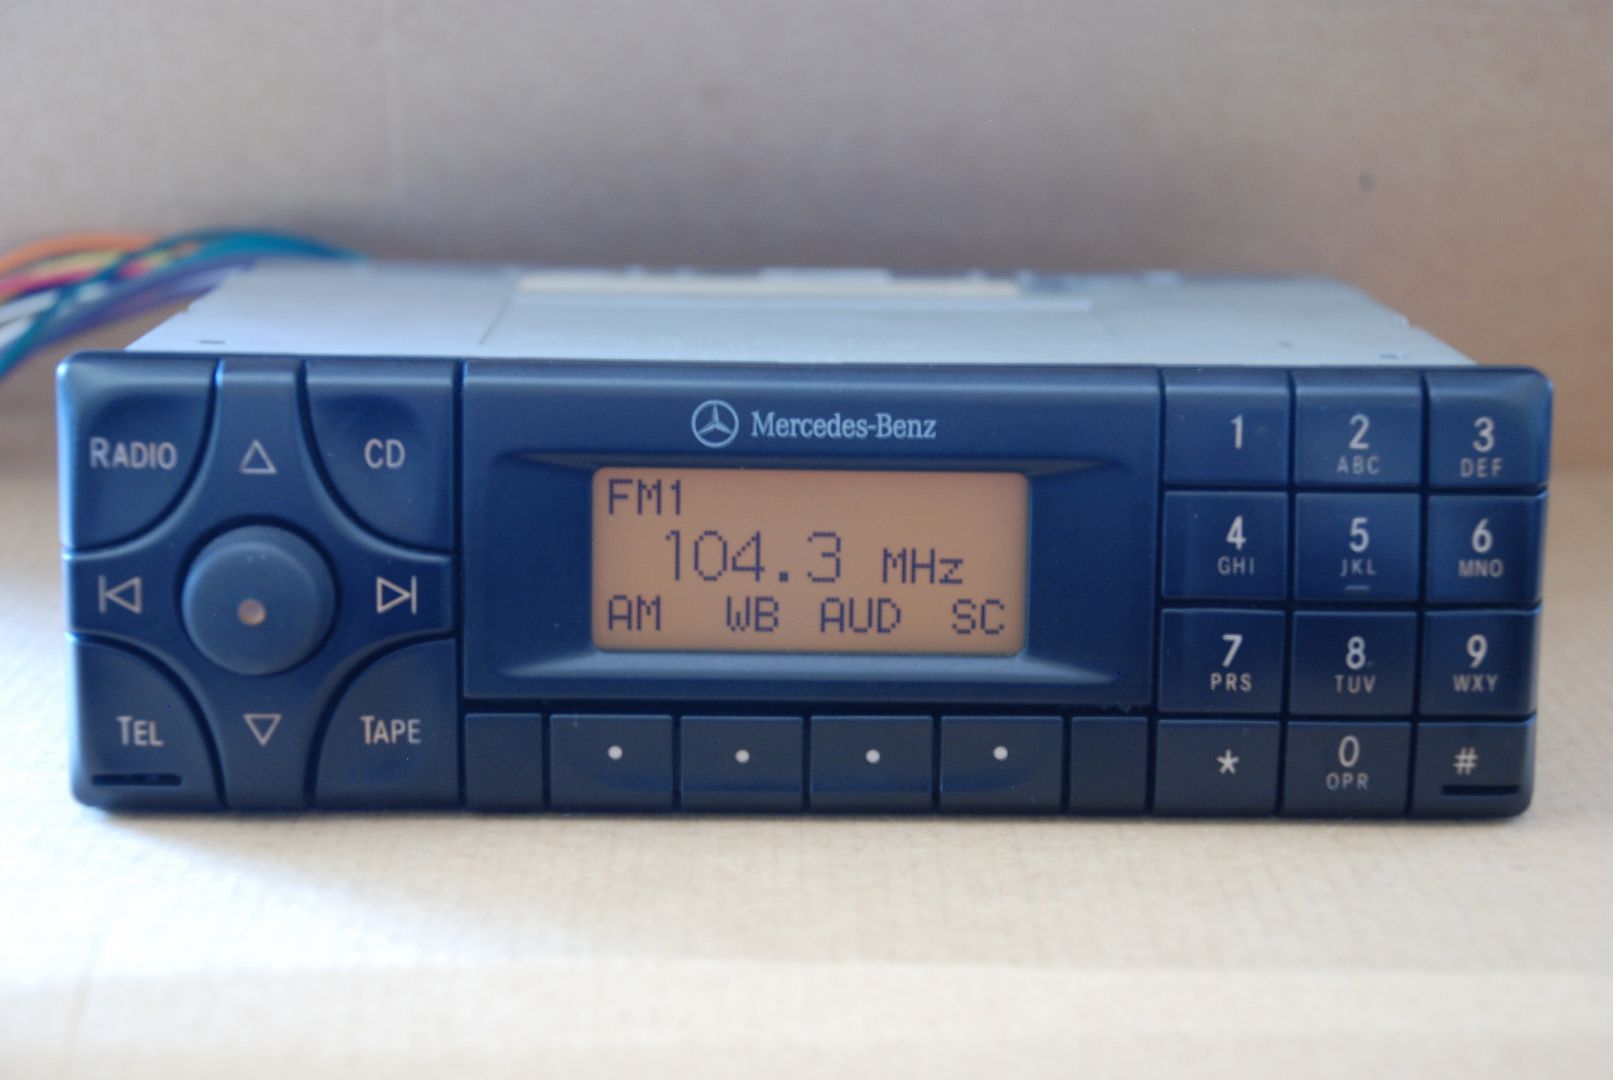 RADIO
CD
TEL
TAPE
Mercedes-Benz
FM1
104.3 MHz
AM WB AUD SC
1
2 ABC
3 DEF
4 GHI
5 JKL
6 MNO
7 PRS
8 TUV
9 WXY
*
0 OPR
#